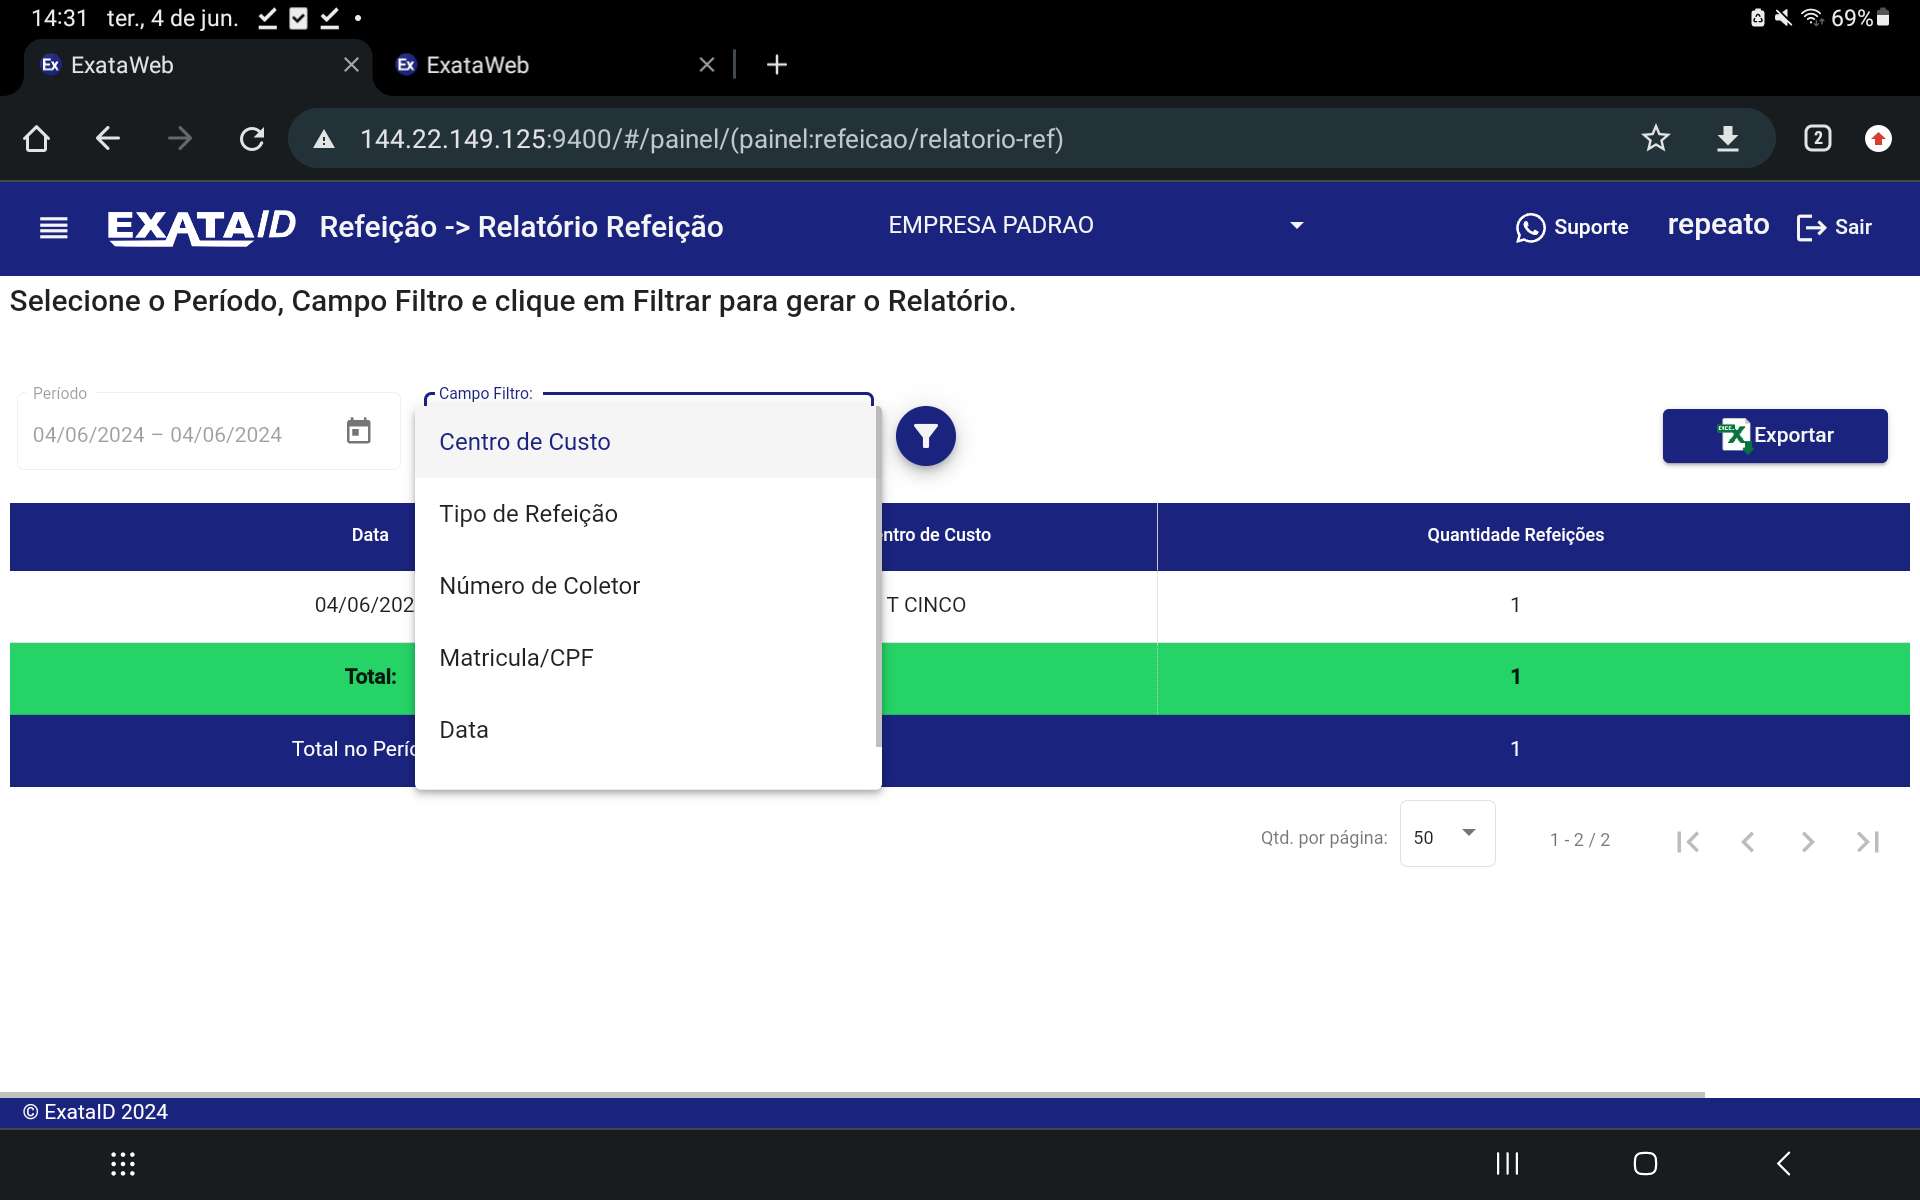 14:31 ter., 4 de jun. 69%
Ex ExataWeb Ex ExataWeb
144.22.149.125:9400/#/painel/(painel:refeicao/relatorio-ref) 2
EXATAID Refeição -> Relatório Refeição EMPRESA PADRAO Suporte repeato Sair
Selecione o Período, Campo Filtro e clique em Filtrar para gerar o Relatório.
Período Campo Filtro:
04/06/2024 – 04/06/2024 Exportar
Centro de Custo
Tipo de Refeição
Número de Coletor
Matricula/CPF
Data
Data entro de Custo Quantidade Refeições
04/06/202 T CINCO 1
Total: 1
Total no Perío 1
Qtd. por página: 50 1 - 2 / 2
© ExataID 2024